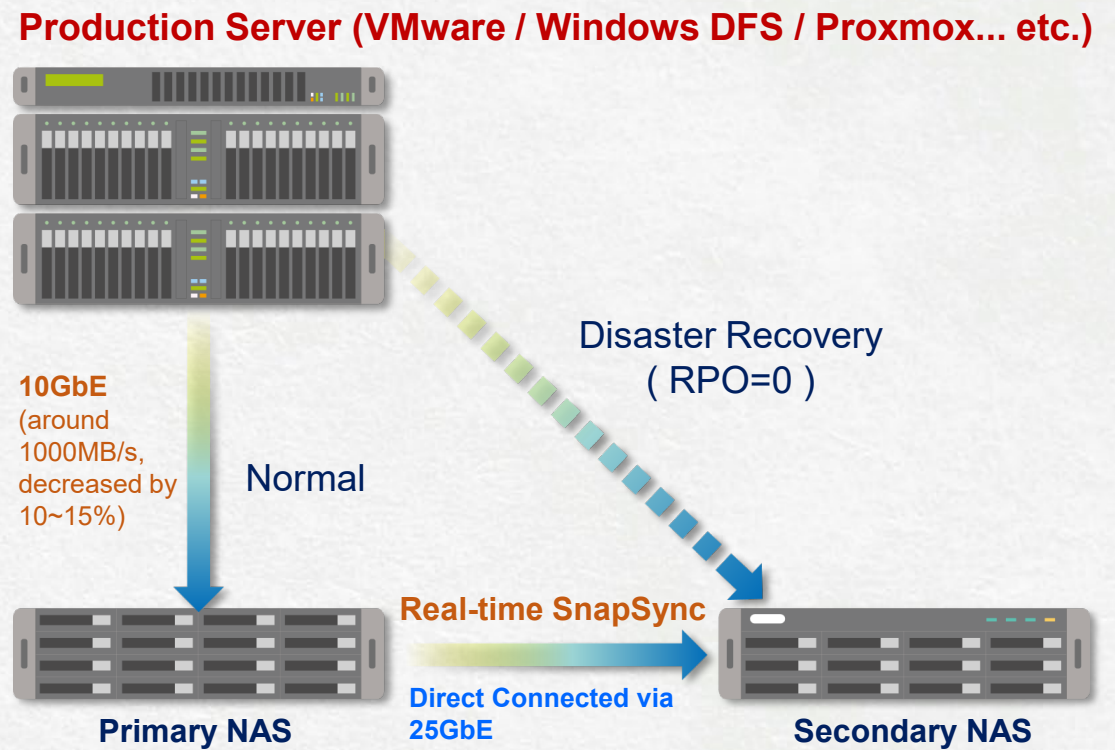 Production Server (VMware / Windows DFS / Proxmox... etc.)
Disaster Recovery
( RPO=0 )
10GbE
(around
1000MB/s,
decreased by
10~15%)
Normal
Real-time SnapSync
Direct Connected via
25GbE
Primary NAS
Secondary NAS